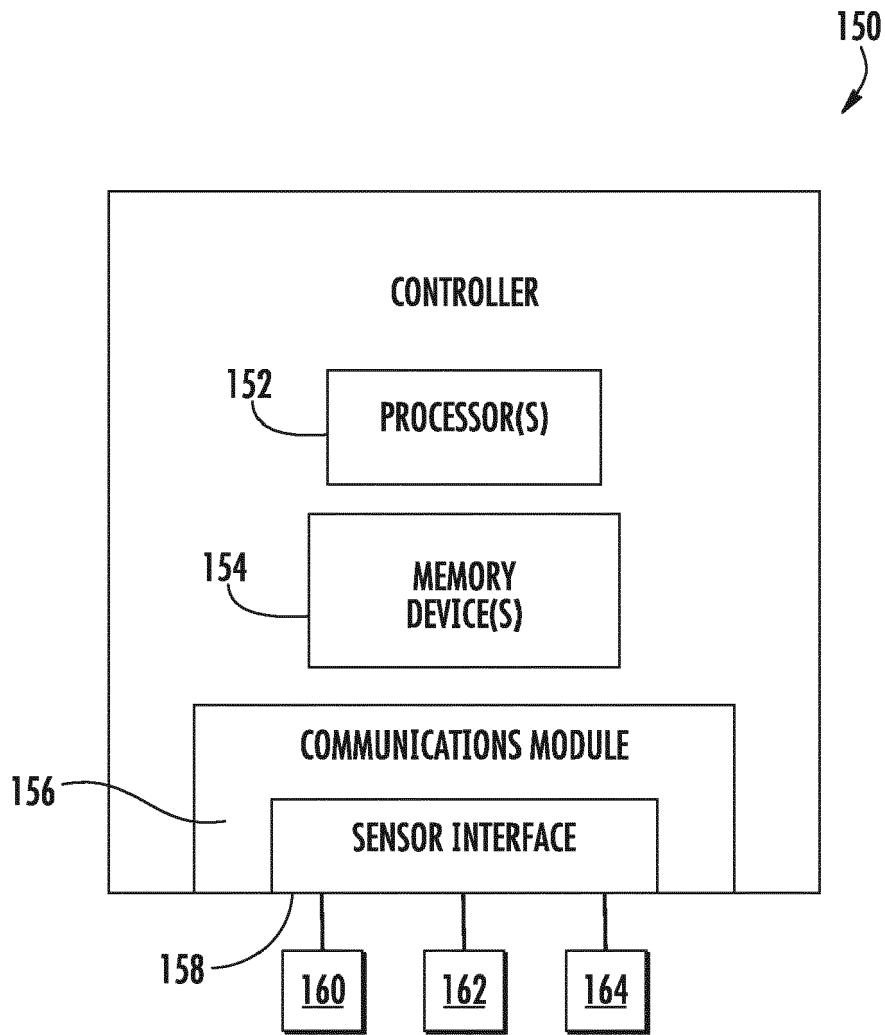 150
CONTROLLER
152
PROCESSOR(S)
154
MEMORY
DEVICE(S)
COMMUNICATIONS MODULE
156
SENSOR INTERFACE
158
160 162 164